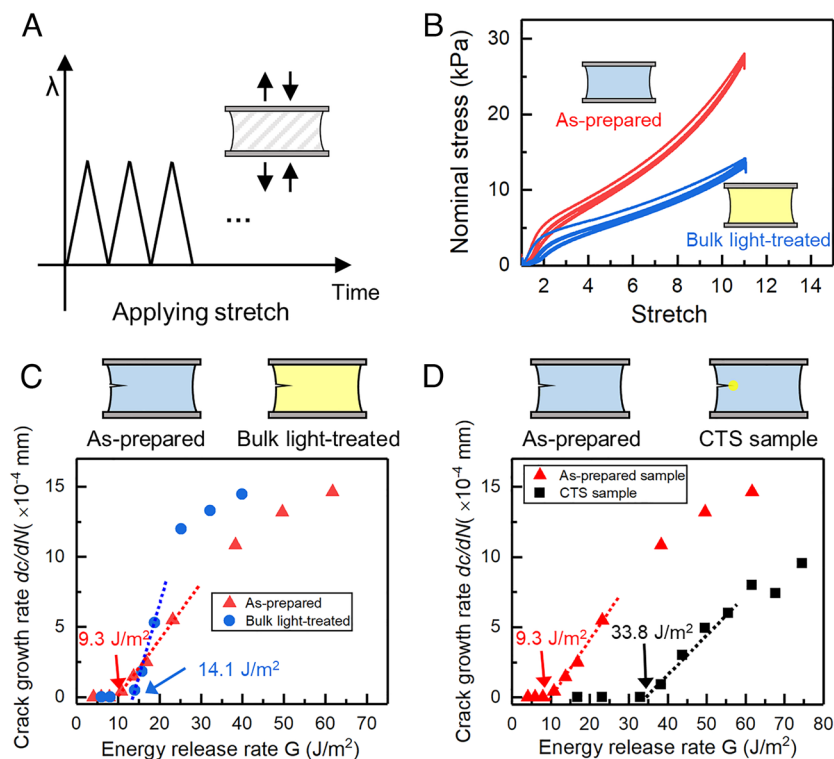 A
λ
...
Time
Applying stretch
B
Nominal stress (kPa)
30
25
20
15
10
5
0
As-prepared
Bulk light-treated
2 4 6 8 10 12 14
Stretch
C
As-prepared
Bulk light-treated
Crack growth rate dc/dN( ×10⁻⁴ mm)
15
10
5
0
As-prepared
Bulk light-treated
9.3 J/m²
14.1 J/m²
0 10 20 30 40 50 60 70
Energy release rate G (J/m²)
D
As-prepared
CTS sample
Crack growth rate dc/dN( ×10⁻⁴ mm)
15
10
5
0
As-prepared sample
CTS sample
9.3 J/m²
33.8 J/m²
0 10 20 30 40 50 60 70 80
Energy release rate G (J/m²)